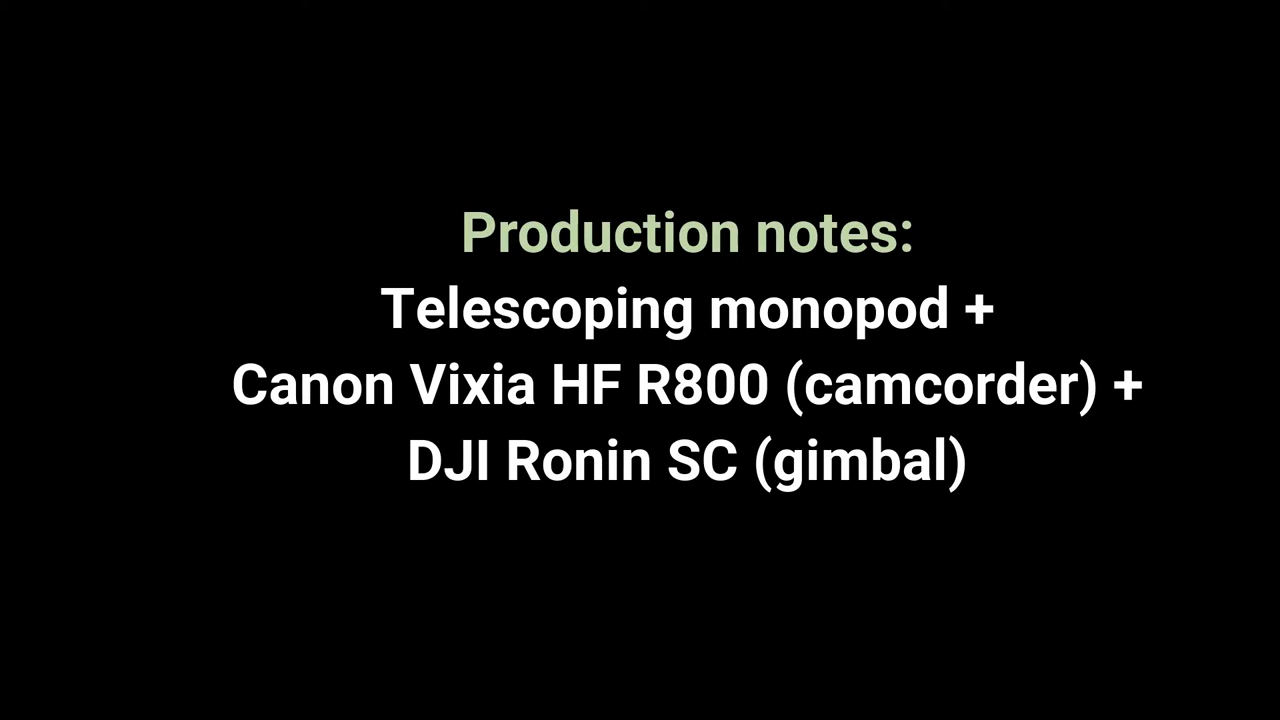 Production notes:
Telescoping monopod +
Canon Vixia HF R800 (camcorder) +
DJI Ronin SC (gimbal)